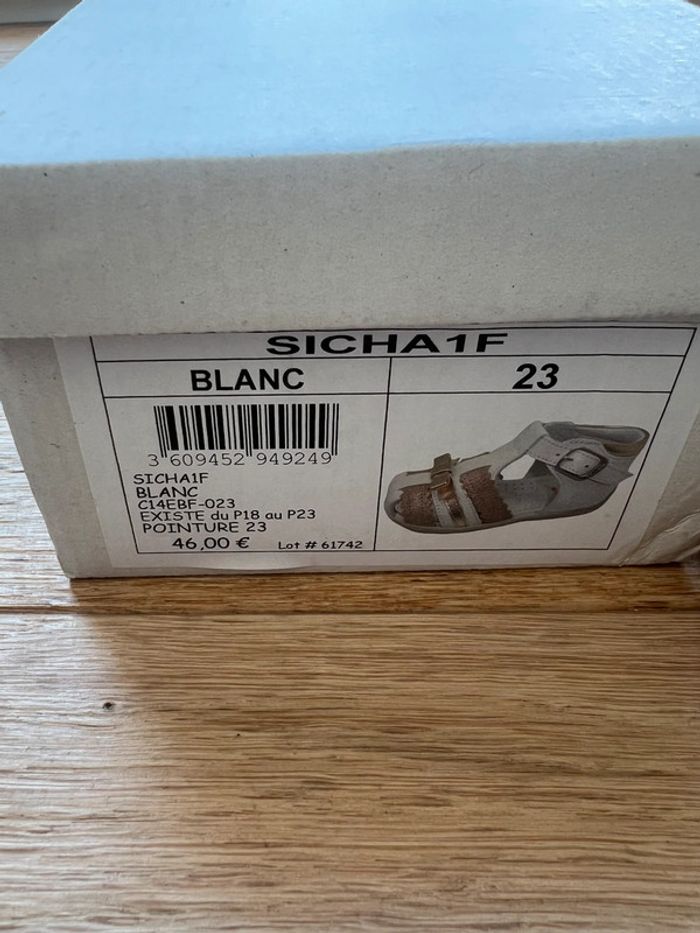 SICHA1F
BLANC
23
3 609452 949249
SICHA1F
BLANC
C14EBF-023
EXISTE du P18 au P23
POINTURE 23
46,00 €
Lot # 61742